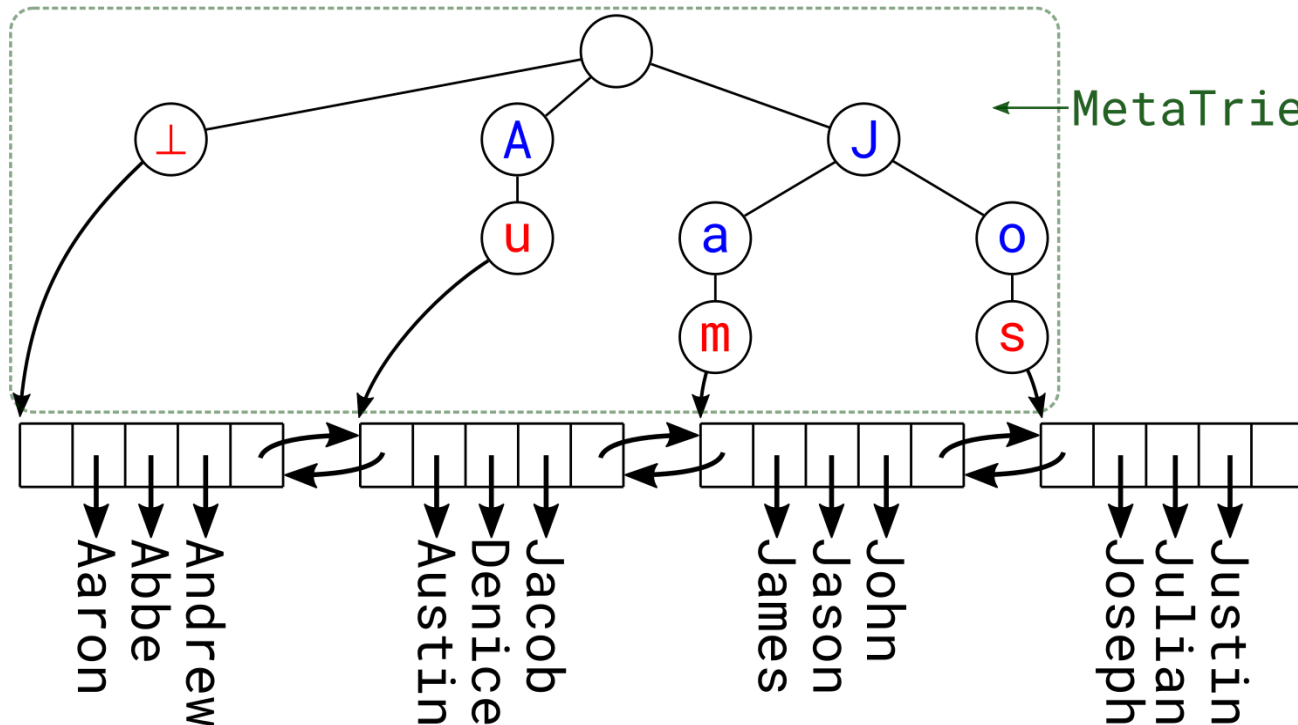 MetaTrie
⊥
A
J
u
a
o
m
s
Aaron
Abbe
Andrew
Austin
Denice
Jacob
James
Jason
John
Joseph
Julian
Justin